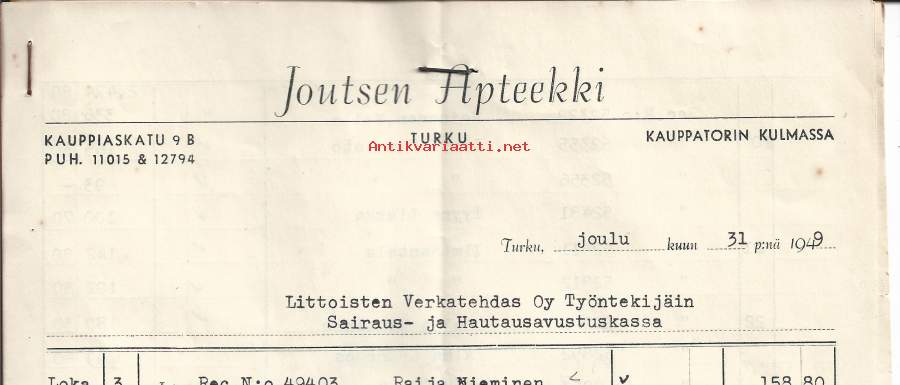 Joutsen Apteekki
KAUPPIASKATU 9 B
PUH. 11015 & 12794
TURKU
KAUPPATORIN KULMASSA
Antikvariaatti.net
Turku, joulu kuun 31 p:nä 1949
Littoisten Verkatehdas Oy Työntekijäin
Sairaus- ja Hautausavustuskassa
Loka 3 Rec N:o 49403 Raija Nieminen v 158 80